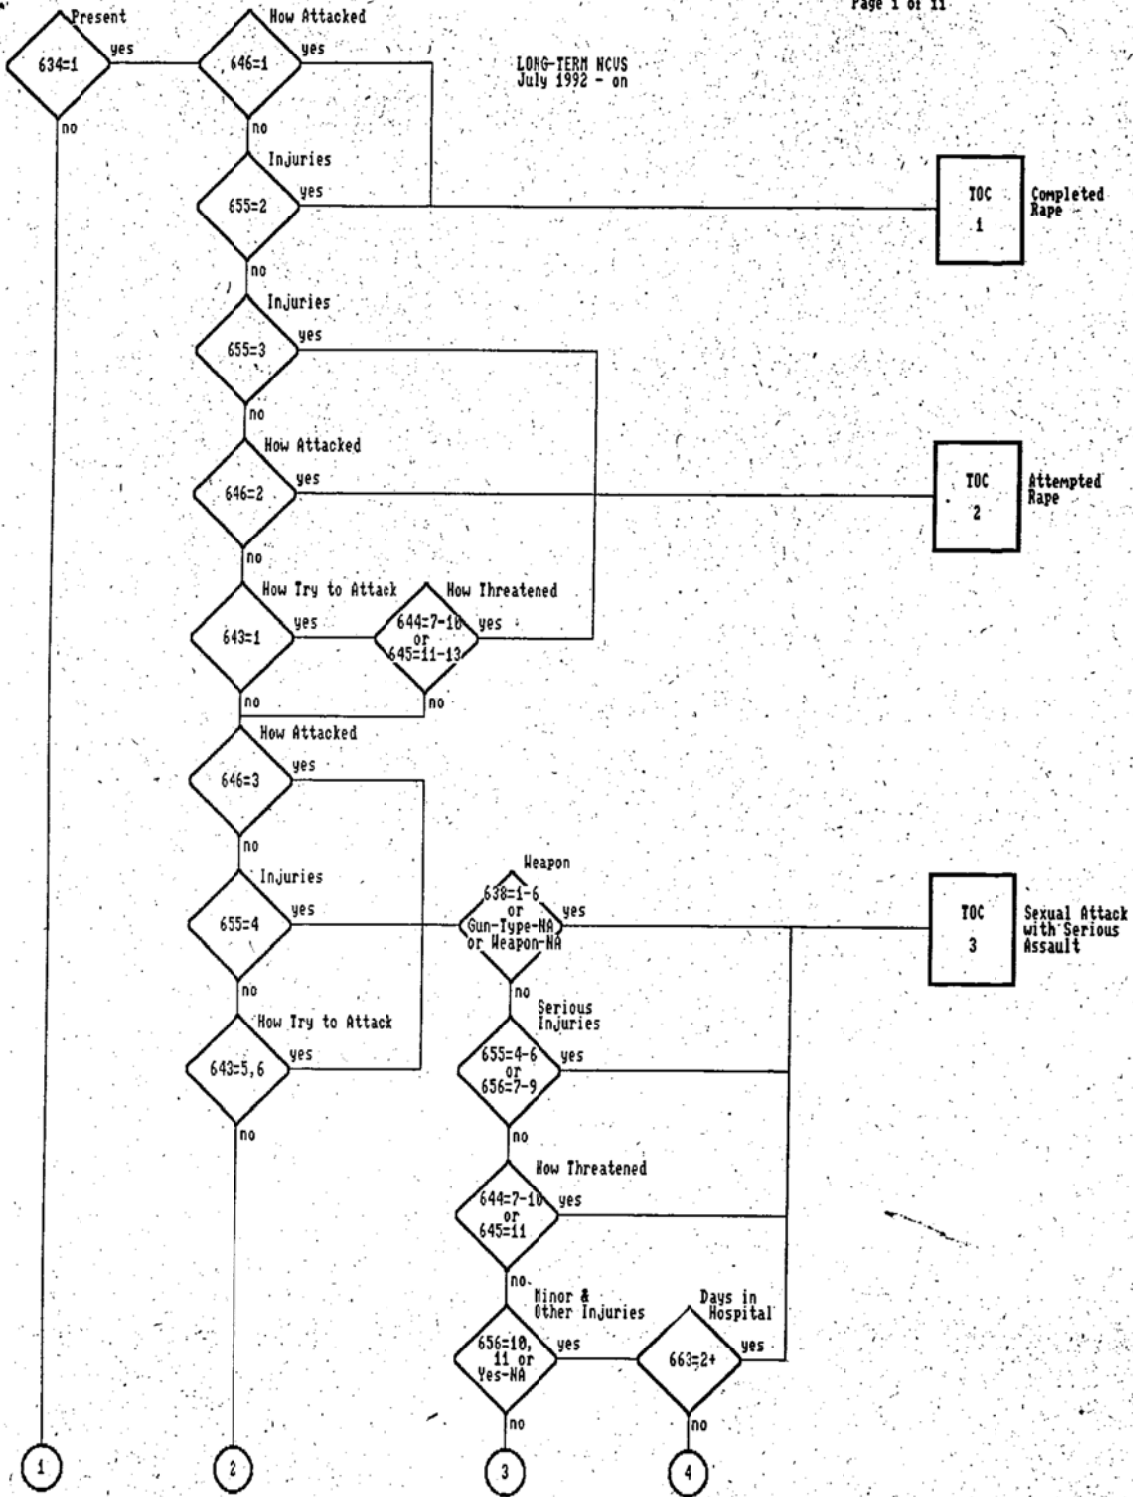 Page 1 of 11
Present
How Attacked
634=1
yes
646=1
yes
LONG-TERM NCVS
July 1992 - on
no
no
Injuries
655=2
yes
TOC
1
Completed
Rape
no
Injuries
655=3
yes
no
How Attacked
646=2
yes
TOC
2
Attempted
Rape
no
How Try to Attack
How Threatened
643=1
yes
644=7-10
or
645=11-13
yes
no
no
How Attacked
646=3
yes
no
Injuries
Weapon
655=4
yes
638=1-6
or
Gun-Type-NA
or Weapon-NA
yes
TOC
3
Sexual Attack
with Serious
Assault
no
no
How Try to Attack
Serious
Injuries
643=5,6
yes
655=4-6
or
656=7-9
yes
no
no
How Threatened
644=7-10
or
645=11
yes
no
Minor &
Other Injuries
Days in
Hospital
656=10,
11 or
Yes-NA
yes
663=2+
yes
no
no
1
2
3
4